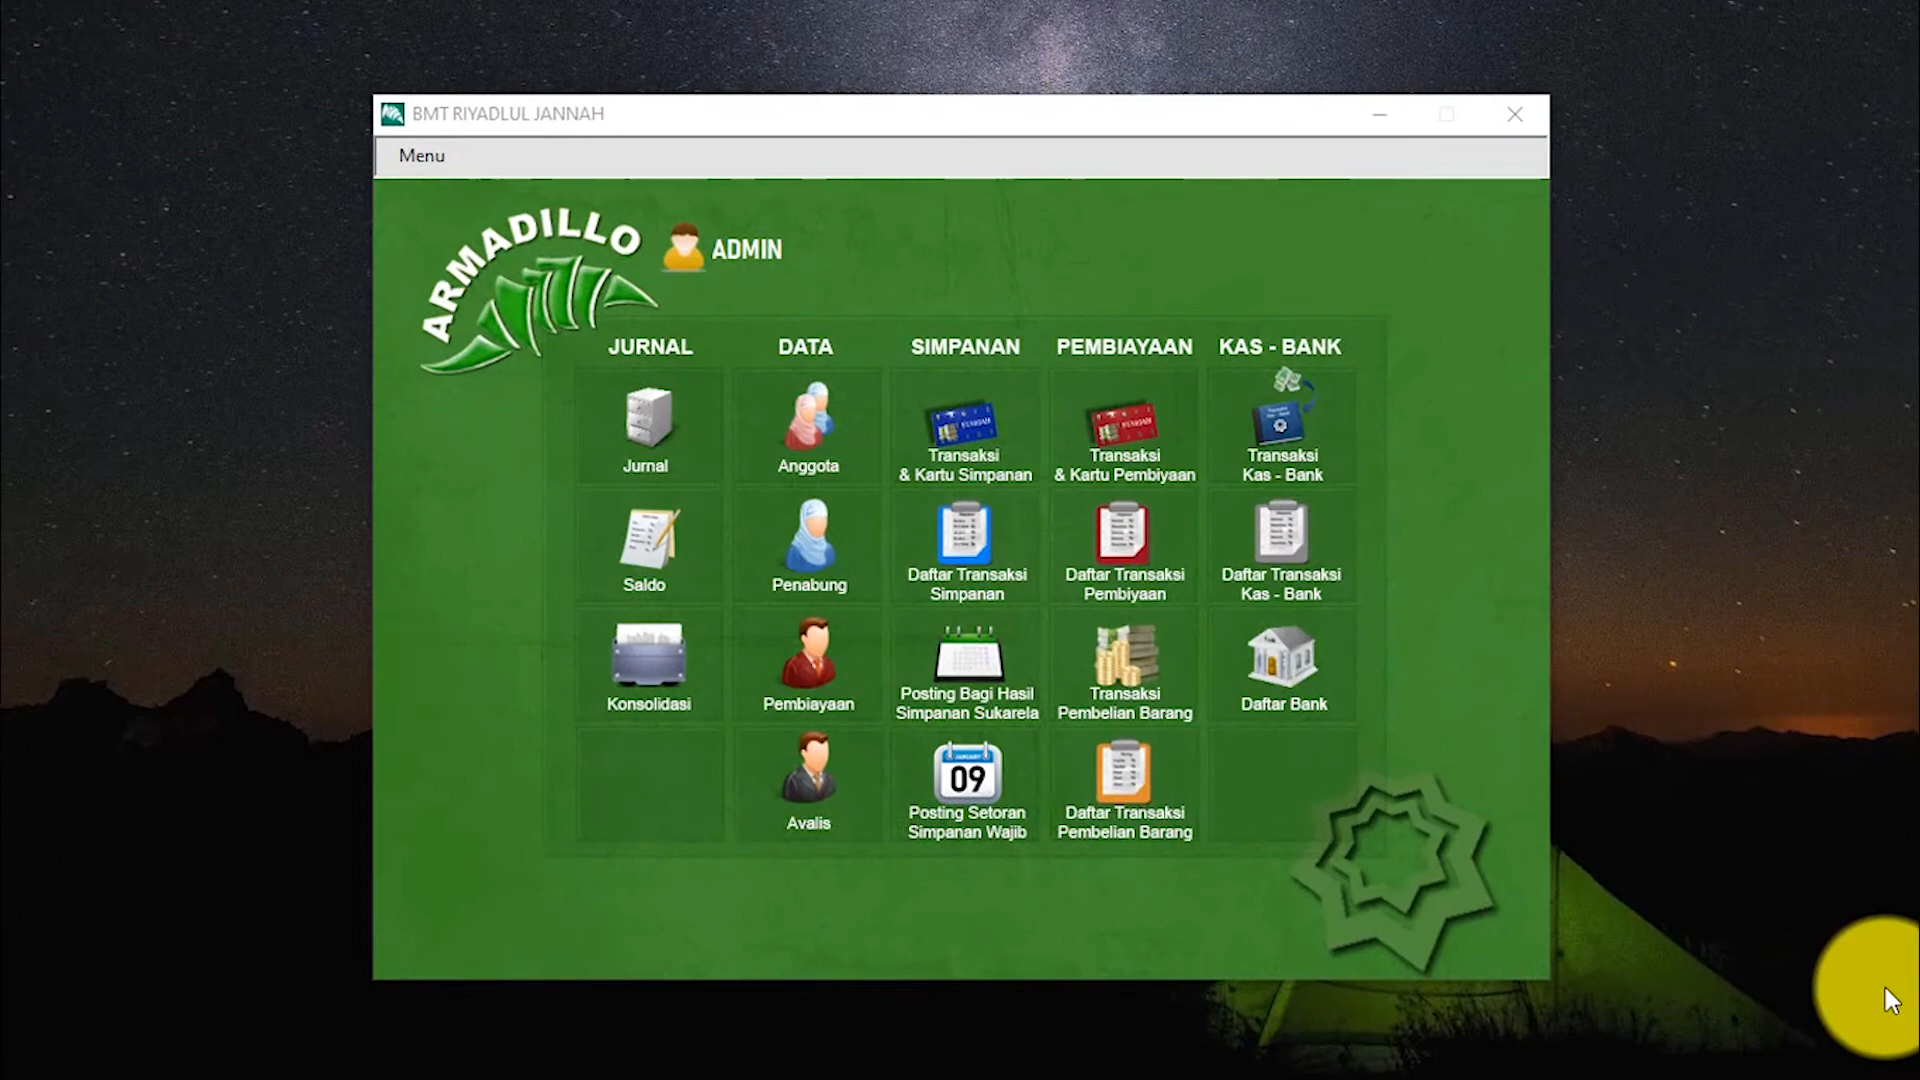 BMT RIYADLUL JANNAH
Menu
ARMADILLO
ADMIN
JURNAL
DATA
SIMPANAN
PEMBIAYAAN
KAS - BANK
Jurnal
Anggota
Transaksi
& Kartu Simpanan
Transaksi
& Kartu Pembiyaan
Transaksi
Kas - Bank
Saldo
Penabung
Daftar Transaksi
Simpanan
Daftar Transaksi
Pembiyaan
Daftar Transaksi
Kas - Bank
Konsolidasi
Pembiayaan
Posting Bagi Hasil
Simpanan Sukarela
Transaksi
Pembelian Barang
Daftar Bank
Avalis
09
Posting Setoran
Simpanan Wajib
Daftar Transaksi
Pembelian Barang